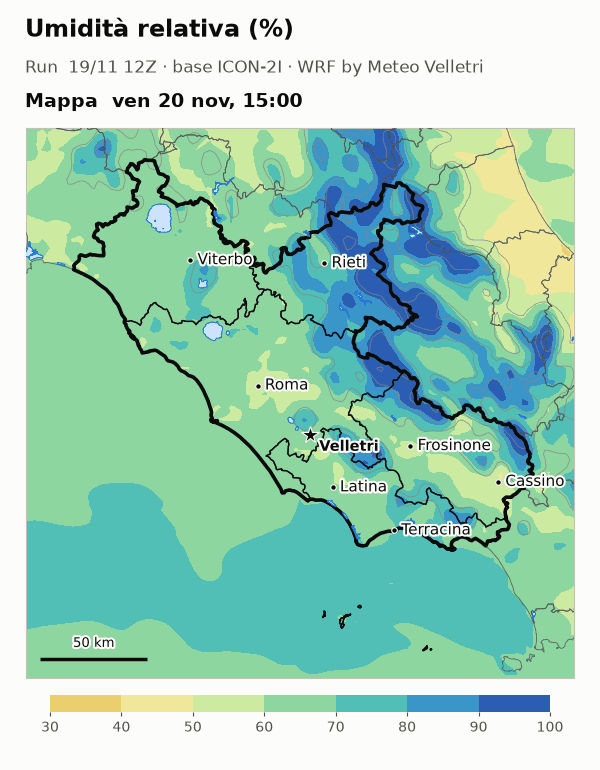 Umidità relativa (%)
Run  19/11 12Z · base ICON-2I · WRF by Meteo Velletri
Mappa  ven 20 nov, 15:00
Viterbo
Rieti
Roma
Velletri
Frosinone
Cassino
Latina
Terracina
50 km
30 40 50 60 70 80 90 100